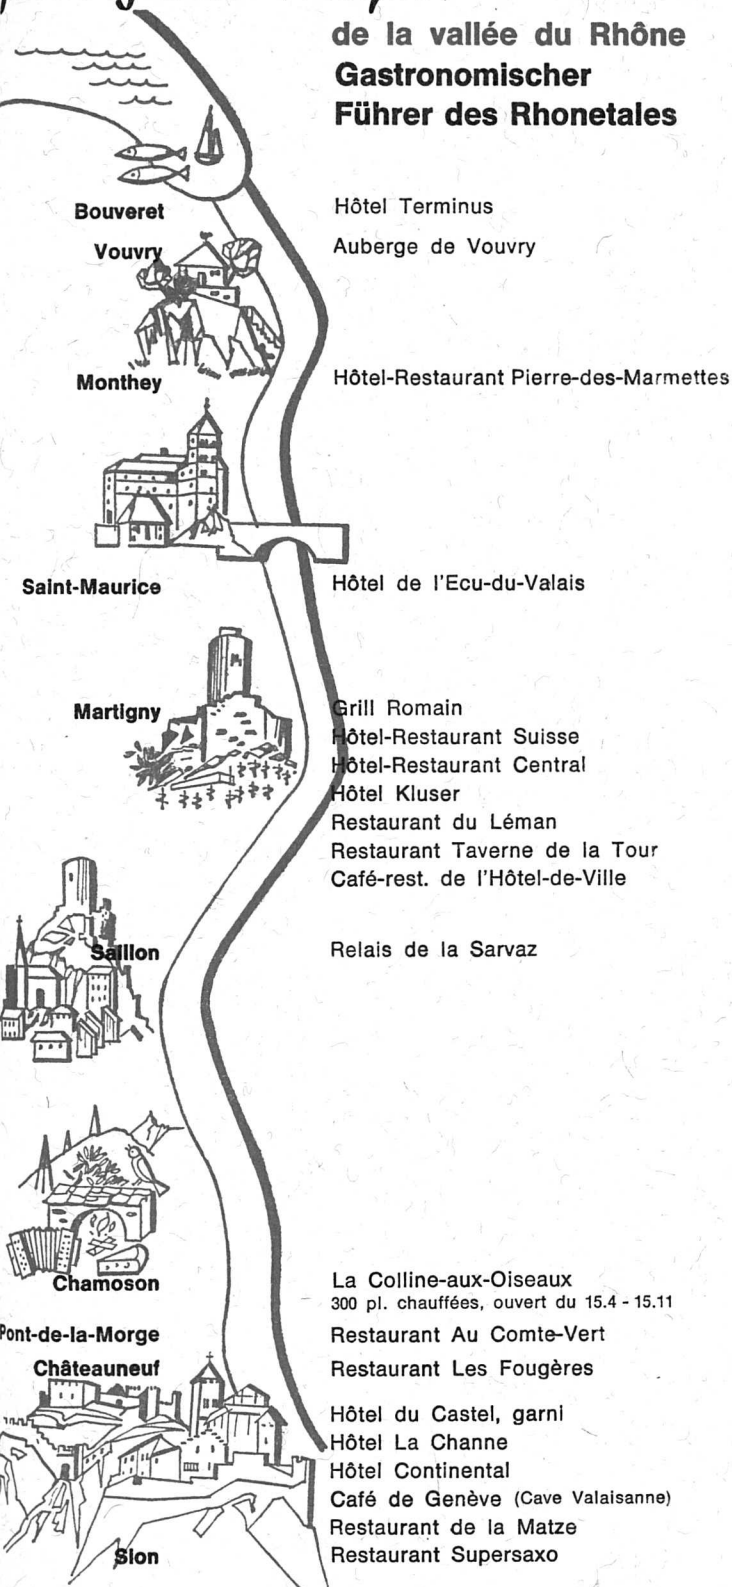 de la vallée du Rhône
Gastronomischer
Führer des Rhonetales
Bouveret Hôtel Terminus
Vouvry Auberge de Vouvry
Monthey Hôtel-Restaurant Pierre-des-Marmettes
Saint-Maurice Hôtel de l'Ecu-du-Valais
Martigny Grill Romain
Hôtel-Restaurant Suisse
Hôtel-Restaurant Central
Hôtel Kluser
Restaurant du Léman
Restaurant Taverne de la Tour
Café-rest. de l'Hôtel-de-Ville
Saillon Relais de la Sarvaz
Chamoson La Colline-aux-Oiseaux
300 pl. chauffées, ouvert du 15.4 - 15.11
Pont-de-la-Morge Restaurant Au Comte-Vert
Châteauneuf Restaurant Les Fougères
Hôtel du Castel, garni
Hôtel La Channe
Hôtel Continental
Café de Genève (Cave Valaisanne)
Restaurant de la Matze
Sion Restaurant Supersaxo